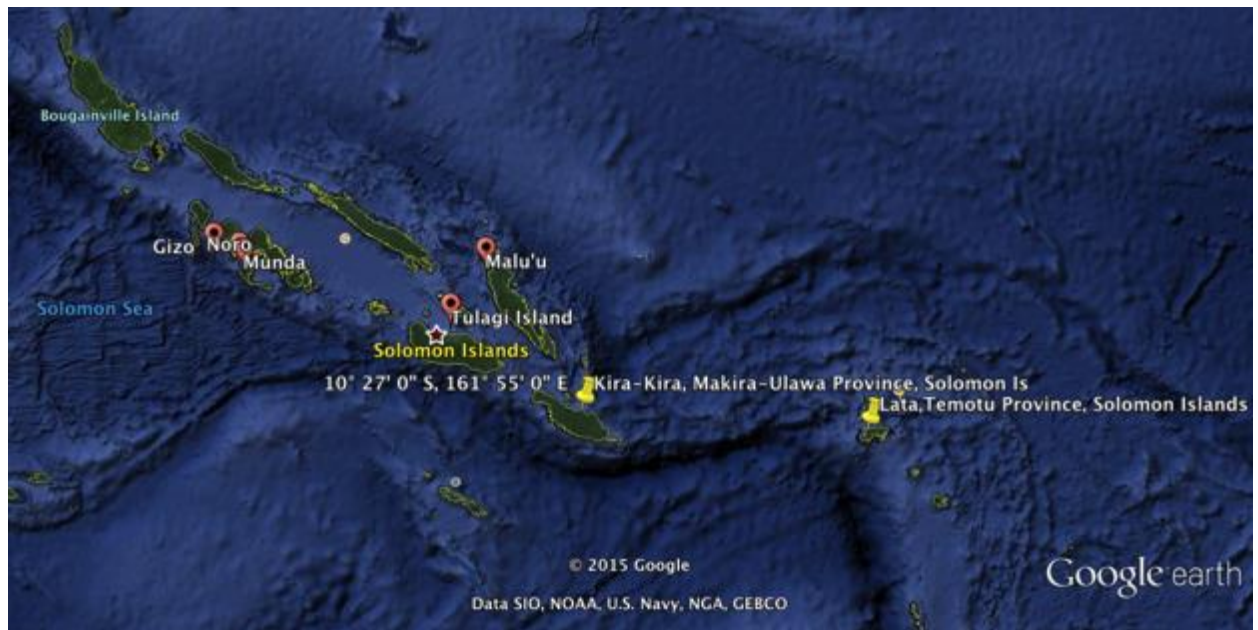 Bougainville Island
Gizo
Noro
Munda
Malu'u
Solomon Sea
Tulagi Island
Solomon Islands
10° 27' 0" S, 161° 55' 0" E
Kira-Kira, Makira-Ulawa Province, Solomon Is
Lata,Temotu Province, Solomon Islands
© 2015 Google
Google earth
Data SIO, NOAA, U.S. Navy, NGA, GEBCO